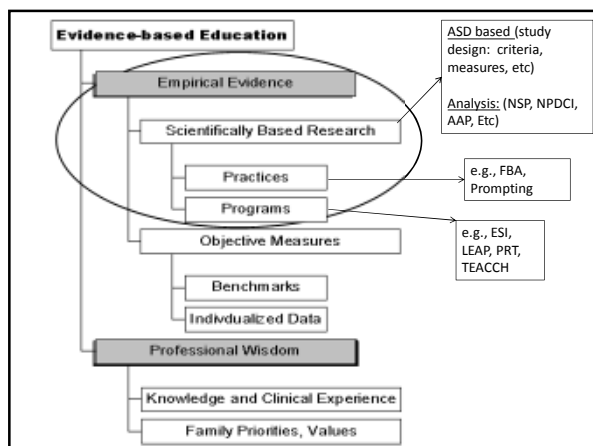 Evidence-based Education
Empirical Evidence
Scientifically Based Research
Practices
Programs
Objective Measures
Benchmarks
Indivdualized Data
Professional Wisdom
Knowledge and Clinical Experience
Family Priorities, Values
ASD based (study
design: criteria,
measures, etc)
Analysis: (NSP, NPDCI,
AAP, Etc)
e.g., FBA,
Prompting
e.g., ESI,
LEAP, PRT,
TEACCH